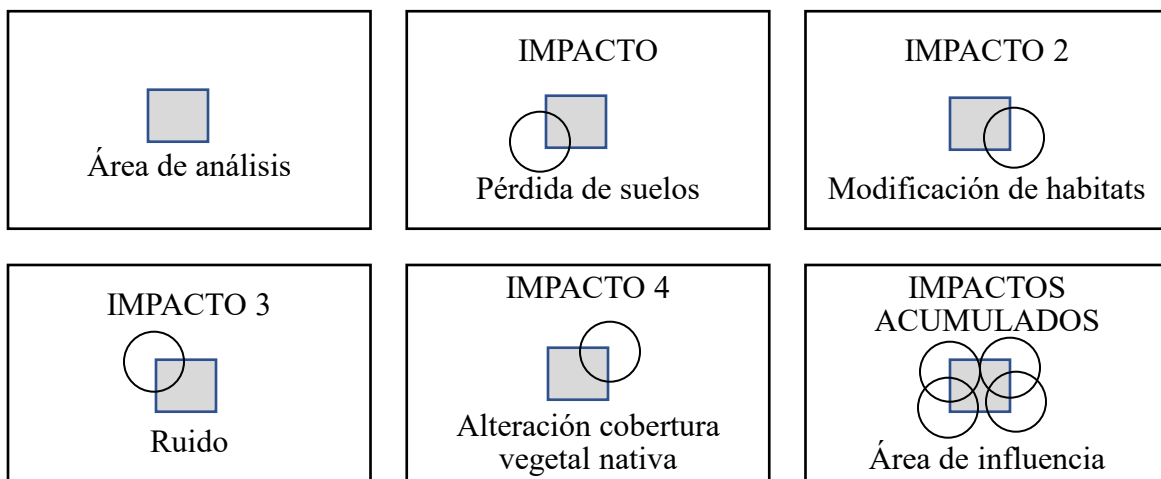 Área de análisis
IMPACTO
Pérdida de suelos
IMPACTO 2
Modificación de habitats
IMPACTO 3
Ruido
IMPACTO 4
Alteración cobertura
vegetal nativa
IMPACTOS
ACUMULADOS
Área de influencia